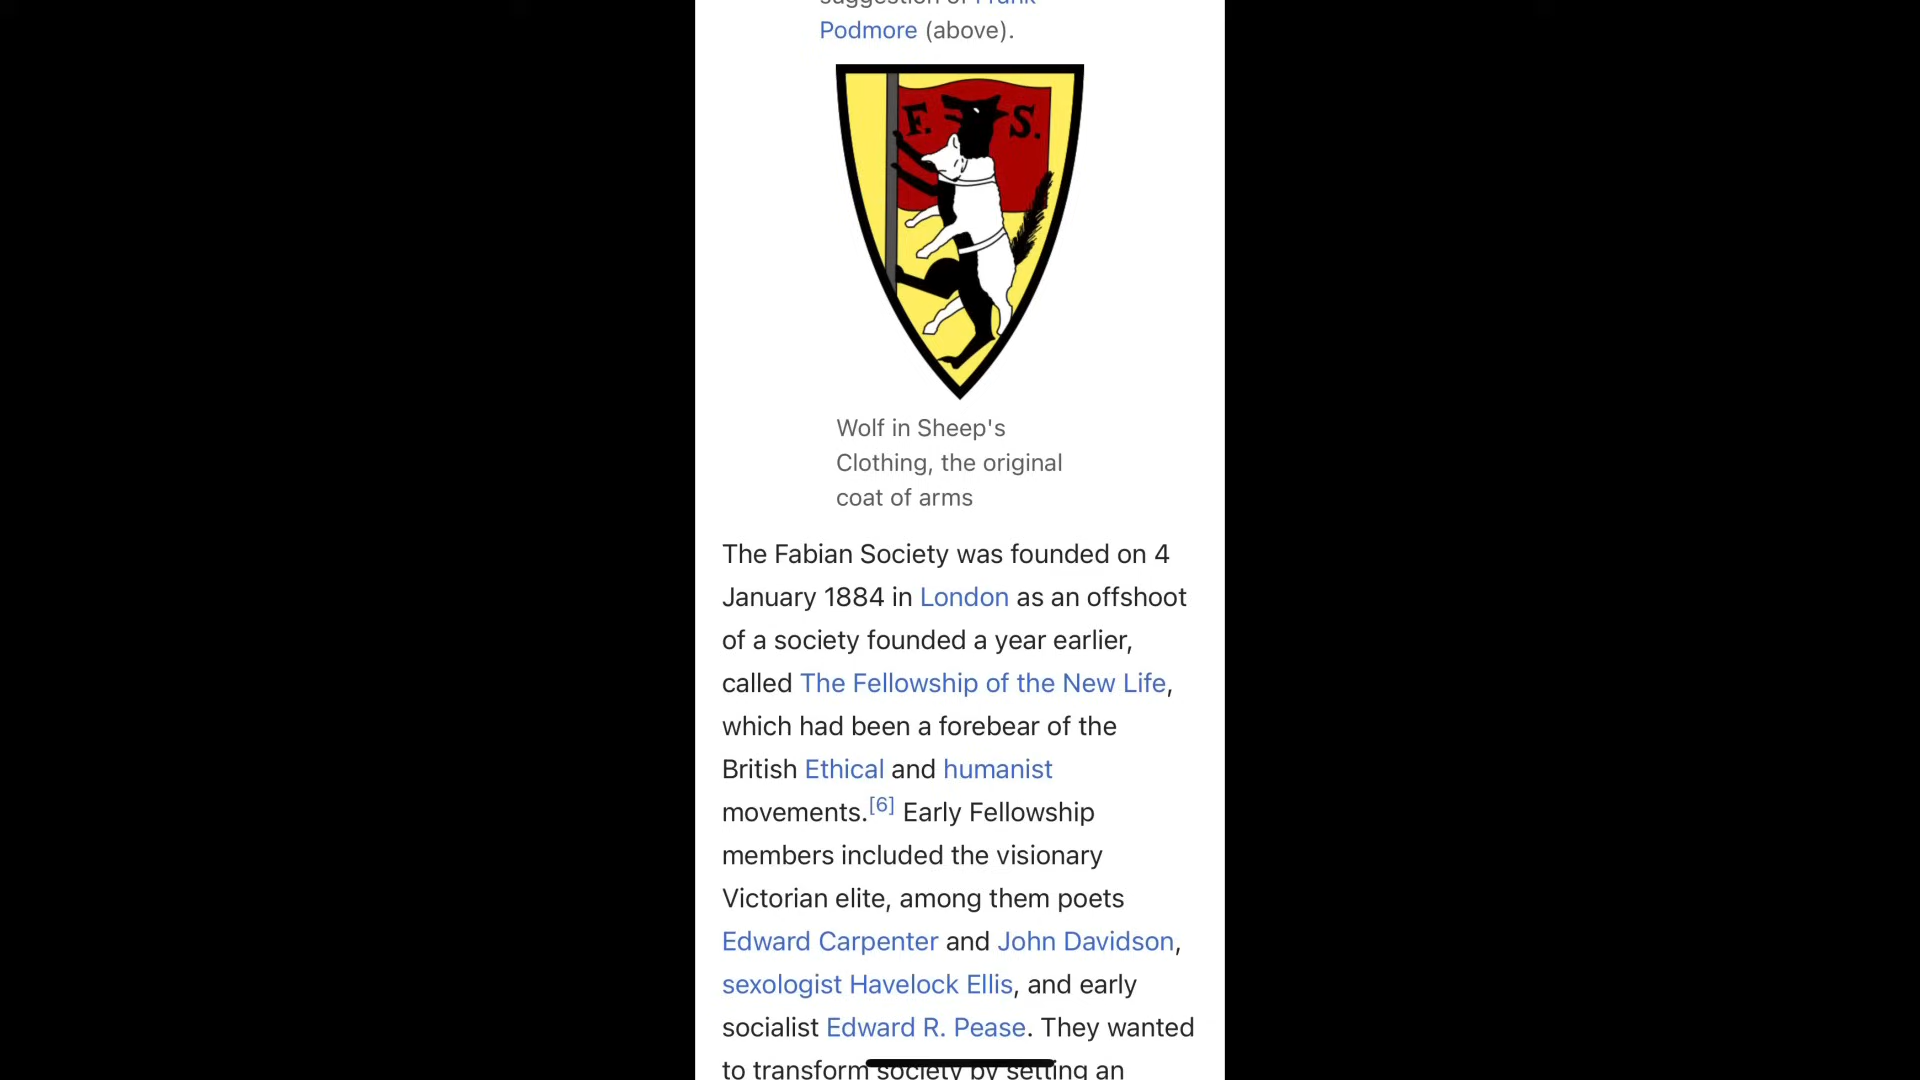 Podmore (above).
F. S.
Wolf in Sheep's
Clothing, the original
coat of arms
The Fabian Society was founded on 4
January 1884 in London as an offshoot
of a society founded a year earlier,
called The Fellowship of the New Life,
which had been a forebear of the
British Ethical and humanist
movements.[6] Early Fellowship
members included the visionary
Victorian elite, among them poets
Edward Carpenter and John Davidson,
sexologist Havelock Ellis, and early
socialist Edward R. Pease. They wanted
to transform society by setting an